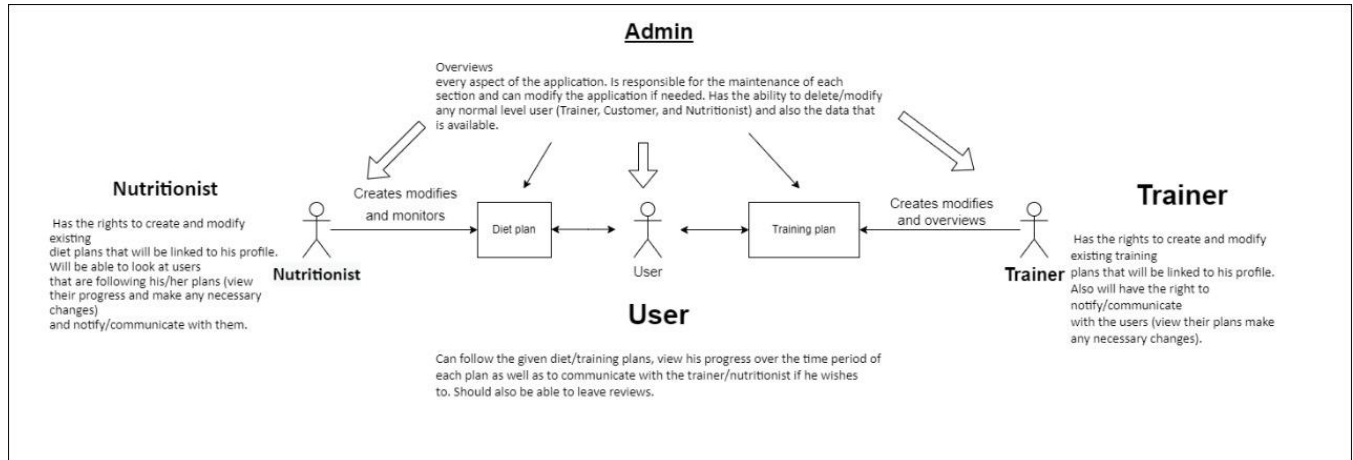 Admin
Overviews
every aspect of the application. Is responsible for the maintenance of each
section and can modify the application if needed. Has the ability to delete/modify
any normal level user (Trainer, Customer, and Nutritionist) and also the data that
is available.
Nutritionist
Has the rights to create and modify
existing
diet plans that will be linked to his profile.
Will be able to look at users
that are following his/her plans (view
their progress and make any necessary
changes)
and notify/communicate with them.
Creates modifies
and monitors
Nutritionist
Diet plan
User
Training plan
Creates modifies
and overviews
Trainer
Trainer
Has the rights to create and modify
existing training
plans that will be linked to his profile.
Also will have the right to
notify/communicate
with the users (view their plans make
any necessary changes).
User
Can follow the given diet/training plans, view his progress over the time period of
each plan as well as to communicate with the trainer/nutritionist if he wishes
to. Should also be able to leave reviews.